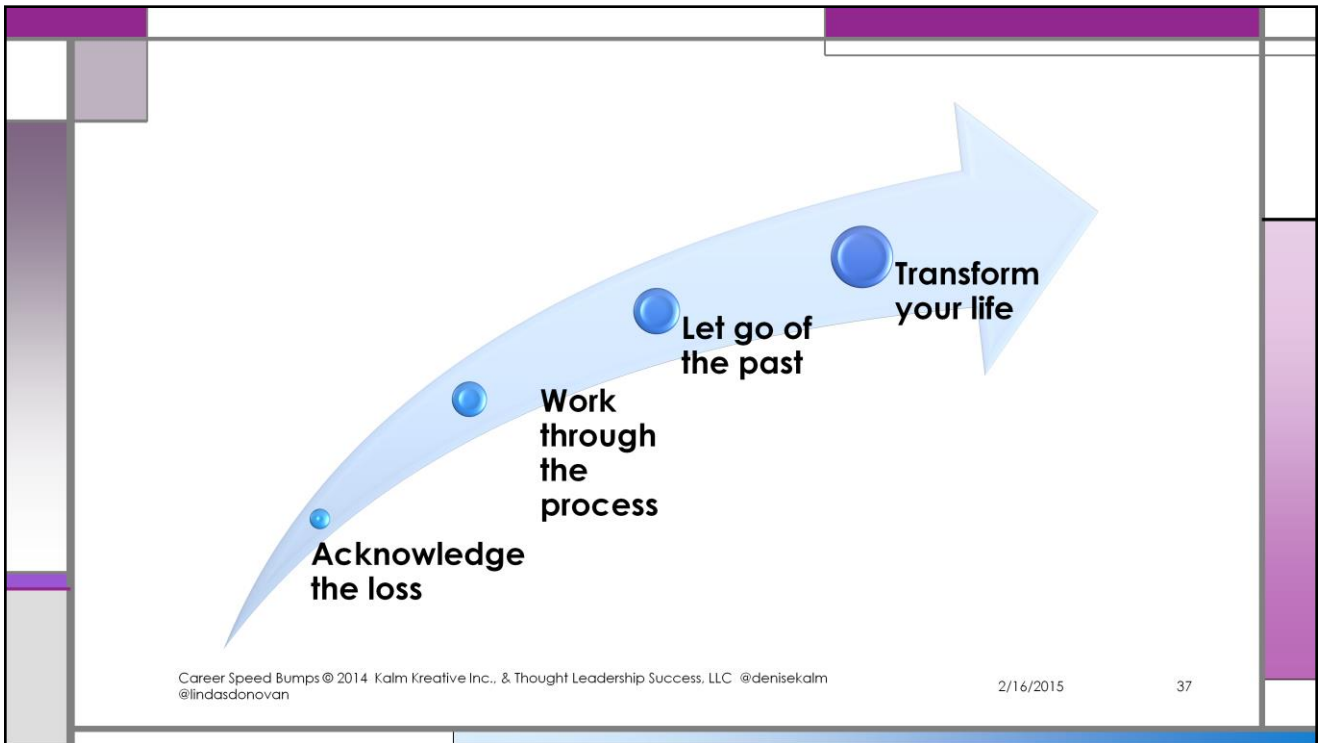 Transform
your life
Let go of
the past
Work
through
the
process
Acknowledge
the loss
Career Speed Bumps © 2014 Kalm Kreative Inc., & Thought Leadership Success, LLC @denisekalm
@lindasdonovan
2/16/2015
37